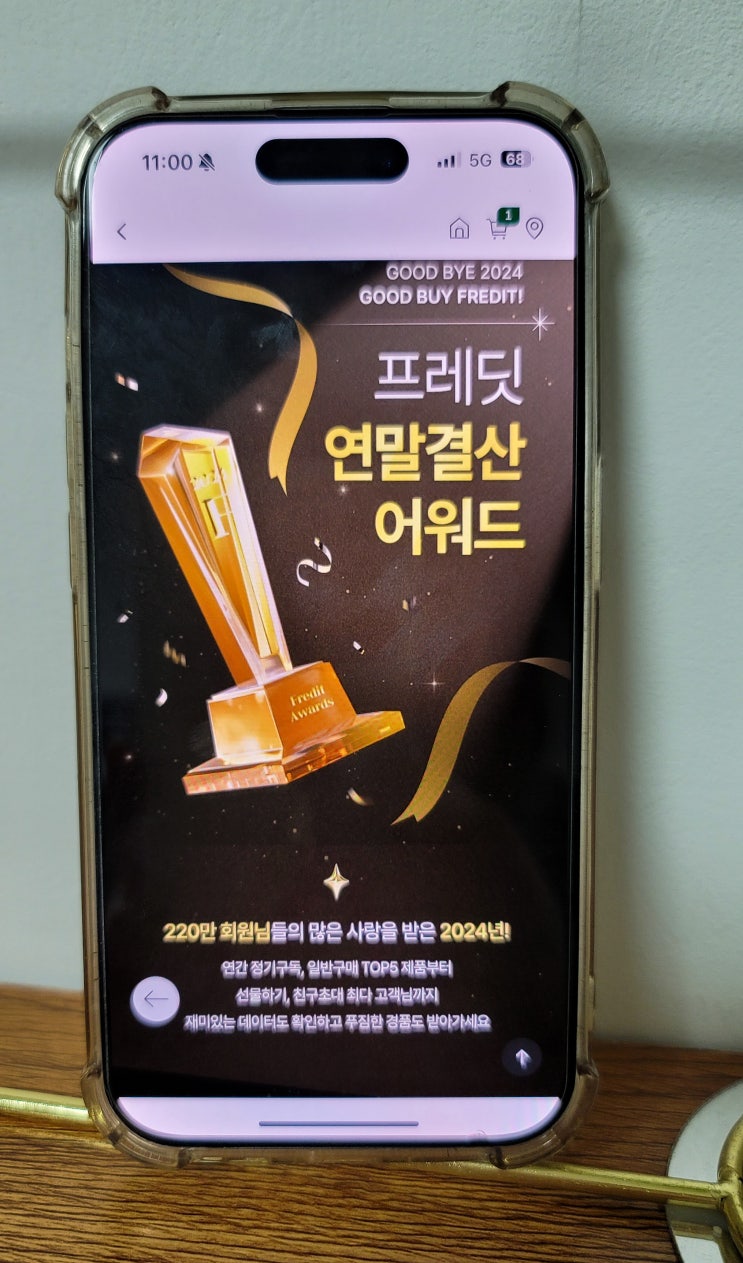 11:00
5G 68
1
GOOD BYE 2024
GOOD BUY FREDIT!
프레딧
연말결산
어워드
Fredit
Awards
220만 회원님들의 많은 사랑을 받은 2024년!
연간 정기구독, 일반구매 TOP5 제품부터
선물하기, 친구초대 최다 고객님까지
재미있는 데이터도 확인하고 푸짐한 경품도 받아가세요